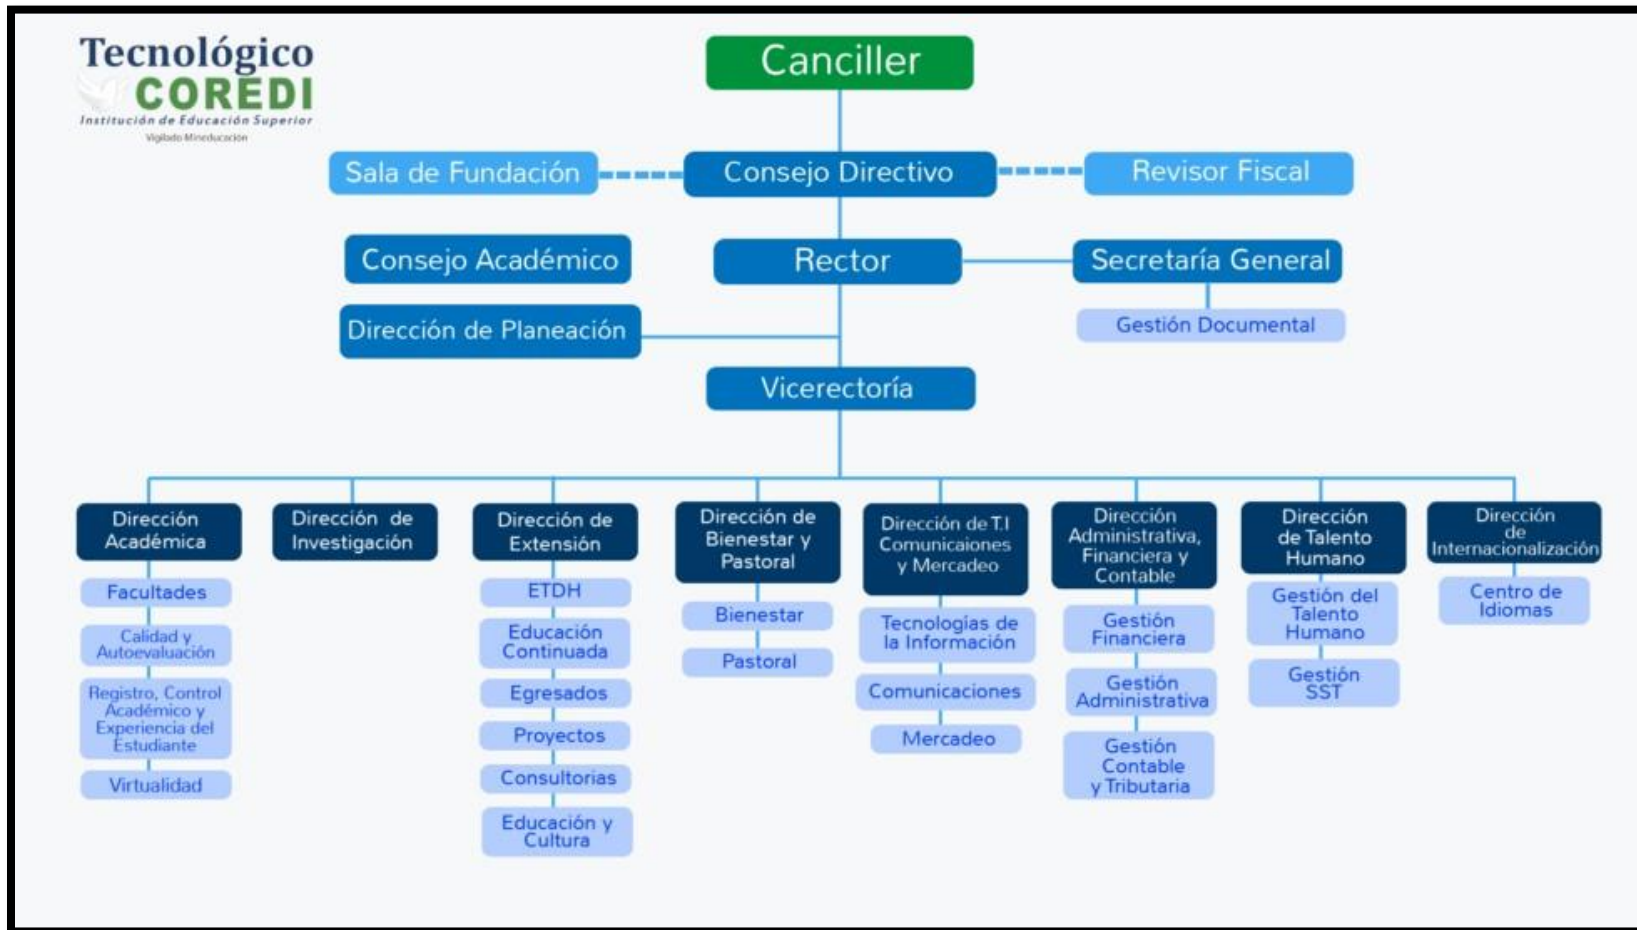 Tecnológico
COREDI
Institución de Educación Superior
Vigilado Mineducación
Canciller
Sala de Fundación
Consejo Directivo
Revisor Fiscal
Consejo Académico
Rector
Secretaría General
Dirección de Planeación
Gestión Documental
Vicerectoría
Dirección
Académica
Facultades
Calidad y
Autoevaluación
Registro, Control
Académico y
Experiencia del
Estudiante
Virtualidad
Dirección de
Investigación
Dirección de
Extensión
ETDH
Educación
Continuada
Egresados
Proyectos
Consultorias
Educación y
Cultura
Dirección de
Bienestar y
Pastoral
Bienestar
Pastoral
Dirección de T.I
Comunicaiones
y Mercadeo
Tecnologías de
la Información
Comunicaciones
Mercadeo
Dirección
Administrativa,
Financiera y
Contable
Gestión
Financiera
Gestión
Administrativa
Gestión
Contable
y Tributaria
Dirección
de Talento
Humano
Gestión del
Talento
Humano
Gestión
SST
Dirección
de
Internacionalización
Centro de
Idiomas